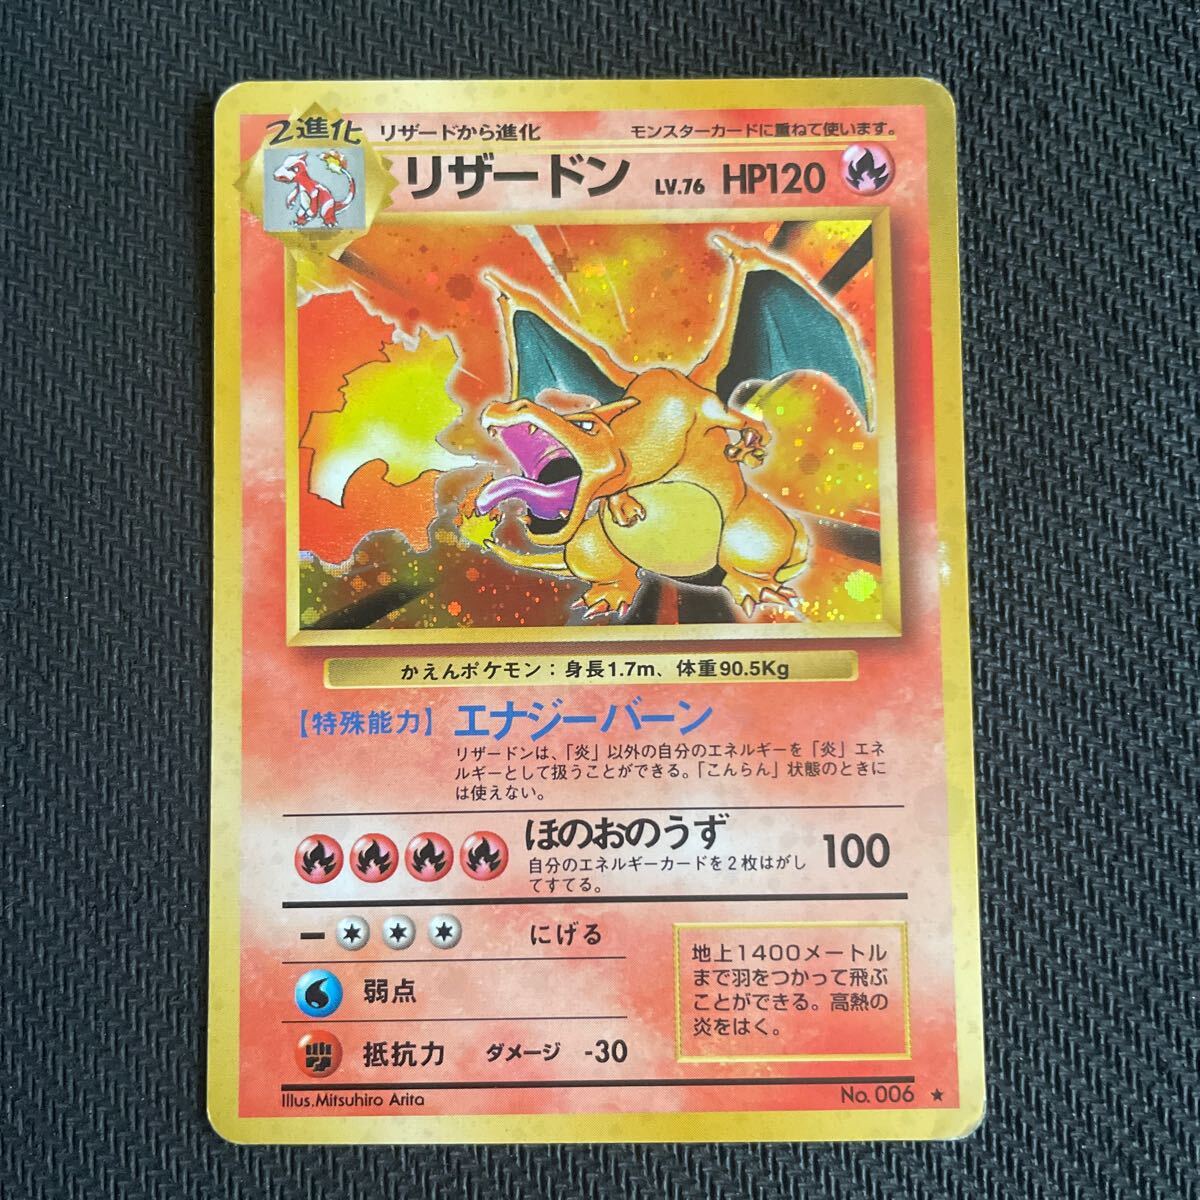 2進化
リザードから進化
モンスターカードに重ねて使います。
リザードン LV.76 HP120
かえんポケモン：身長1.7m、体重90.5Kg
【特殊能力】エナジーバーン
リザードンは、「炎」以外の自分のエネルギーを「炎」エネ
ルギーとして扱うことができる。「こんらん」状態のときに
は使えない。
ほのおのうず 100
自分のエネルギーカードを2枚はがし
てすてる。
にげる
弱点
抵抗力 ダメージ -30
地上1400メートル
まで羽をつかって飛ぶ
ことができる。高熱の
炎をはく。
Illus.Mitsuhiro Arita
No. 006 ★